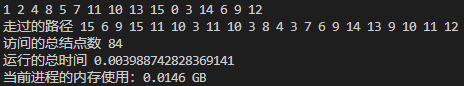 1 2 4 8 5 7 11 10 13 15 0 3 14 6 9 12
走过的路径 15 6 9 15 11 10 3 11 10 3 8 4 3 7 6 9 14 13 9 10 11 12
访问的总结点数 84
运行的总时间 0.003988742828369141
当前进程的内存使用: 0.0146 GB